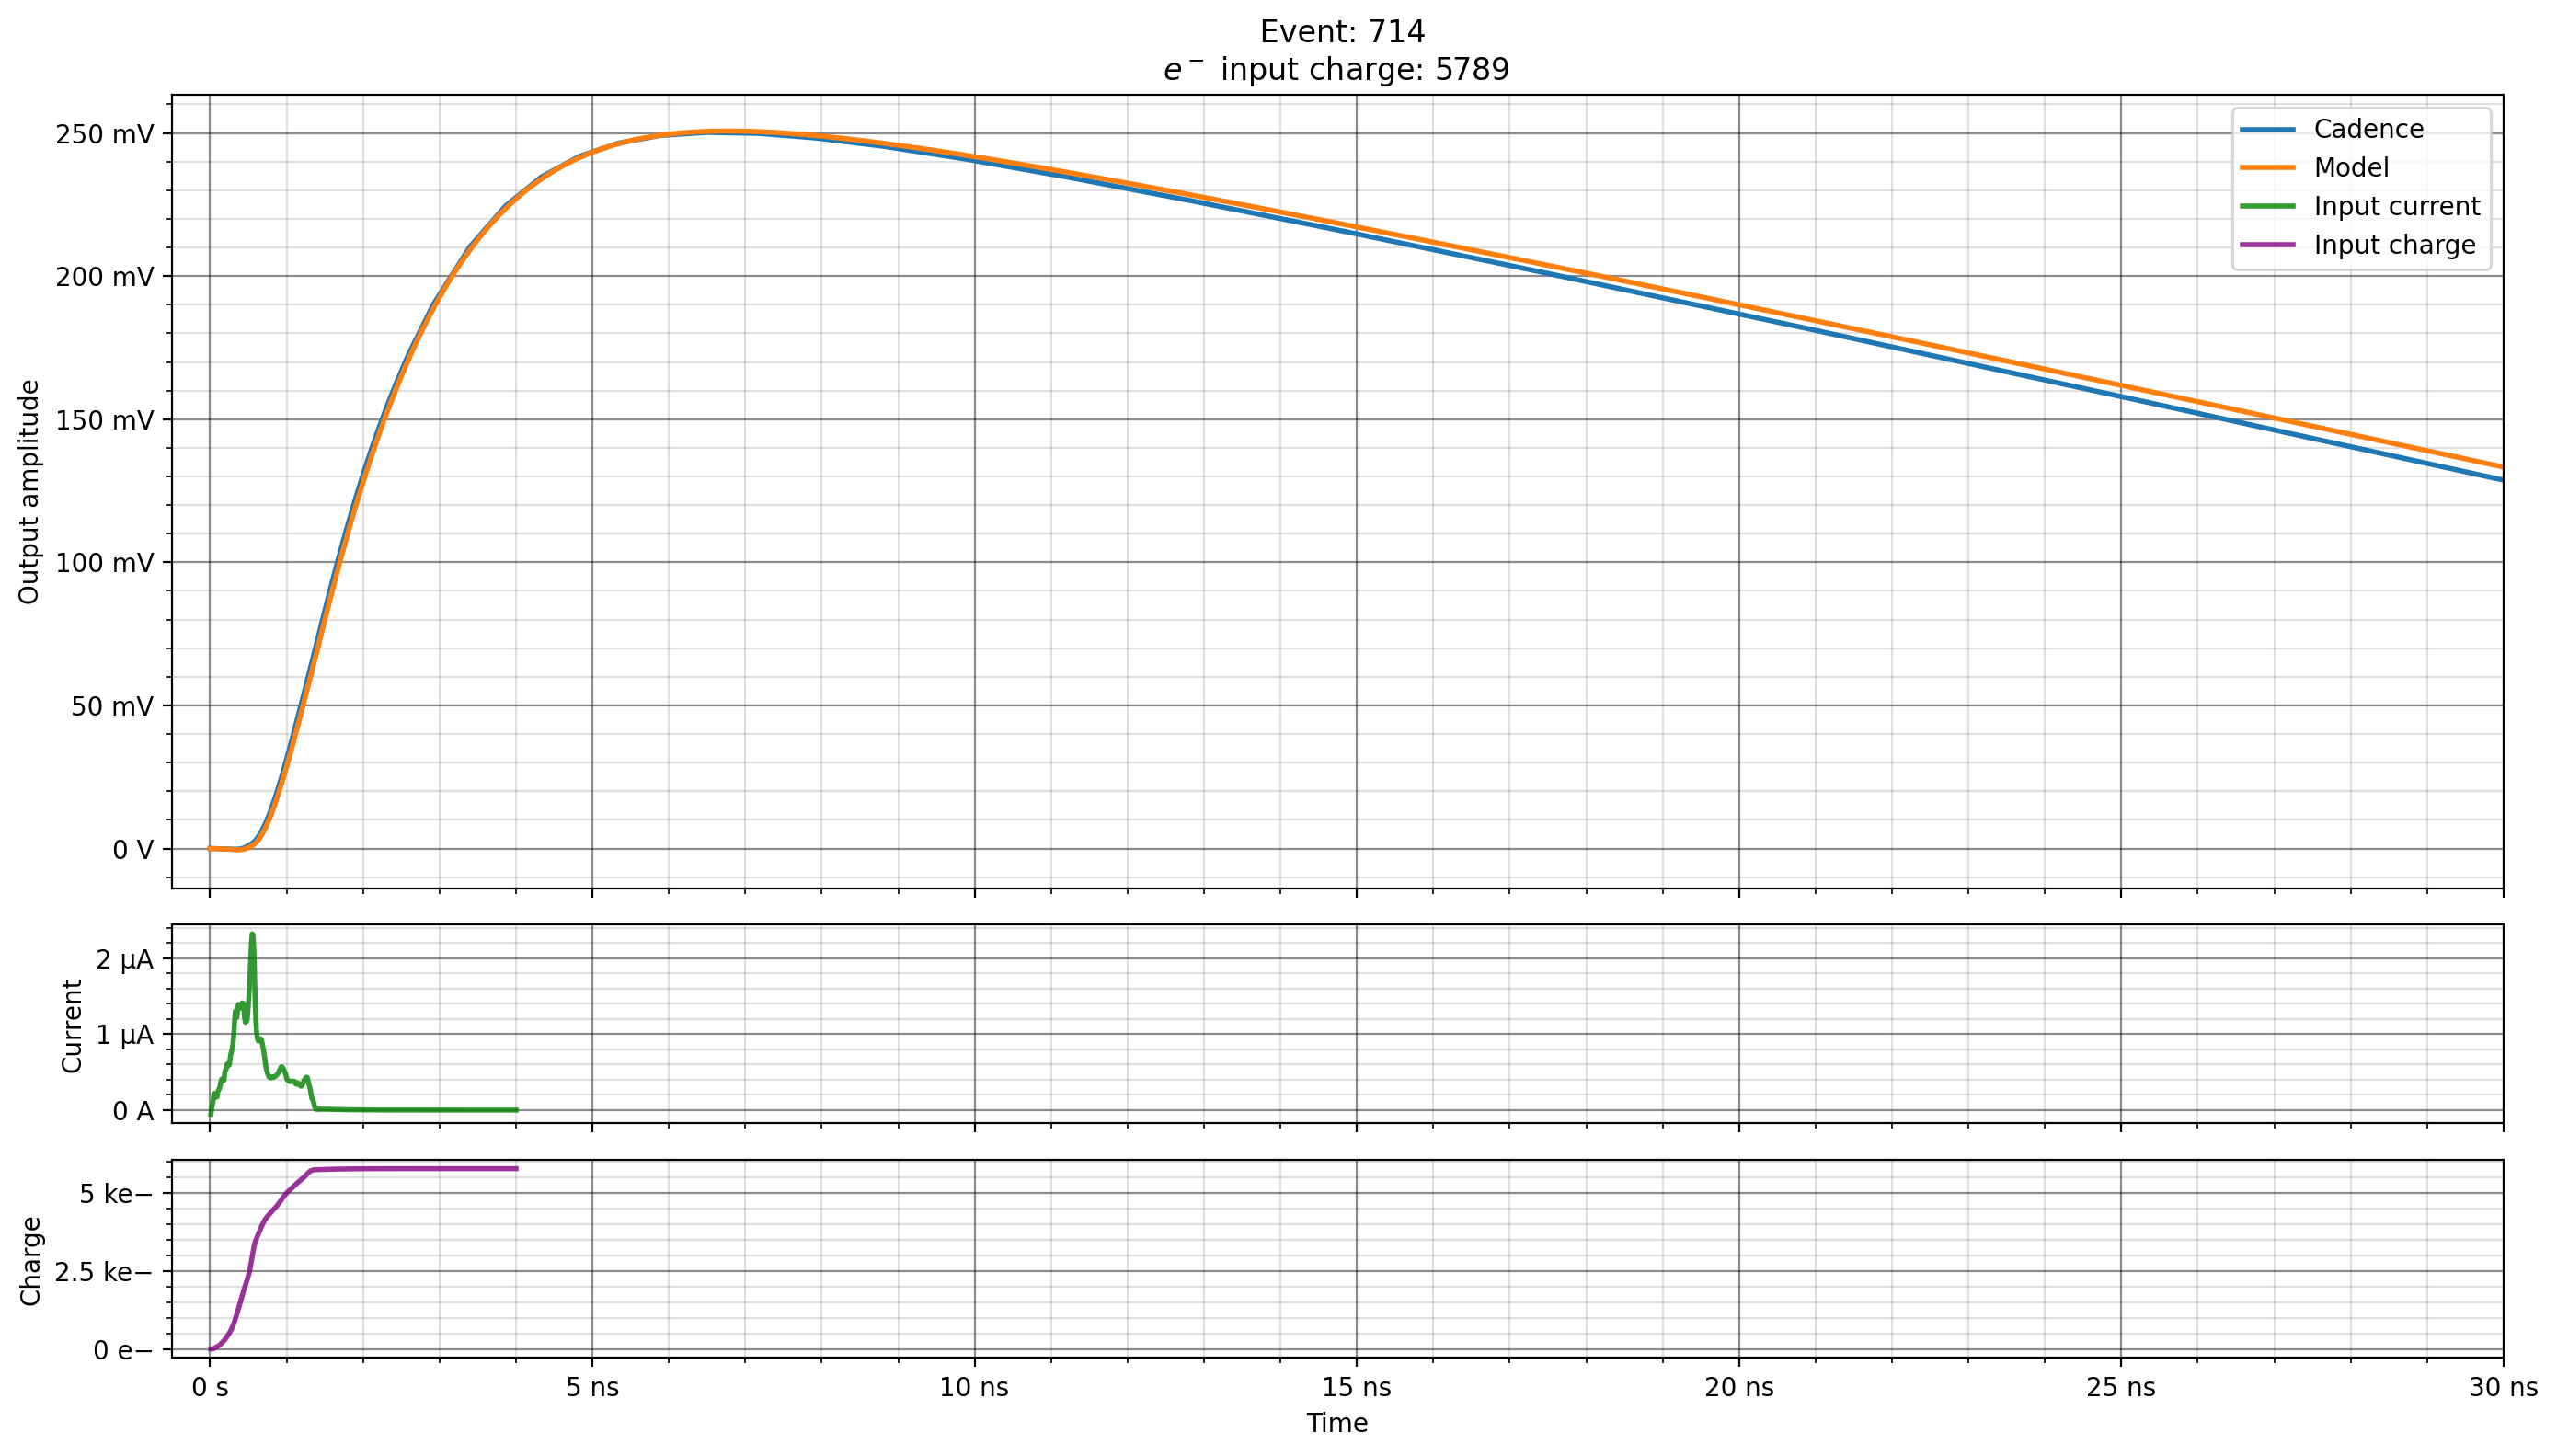 Event: 714
e⁻ input charge: 5789
250 mV
200 mV
150 mV
100 mV
50 mV
0 V
Output amplitude
Cadence
Model
Input current
Input charge
2 µA
1 µA
0 A
Current
5 ke−
2.5 ke−
0 e−
Charge
0 s
5 ns
10 ns
15 ns
20 ns
25 ns
30 ns
Time